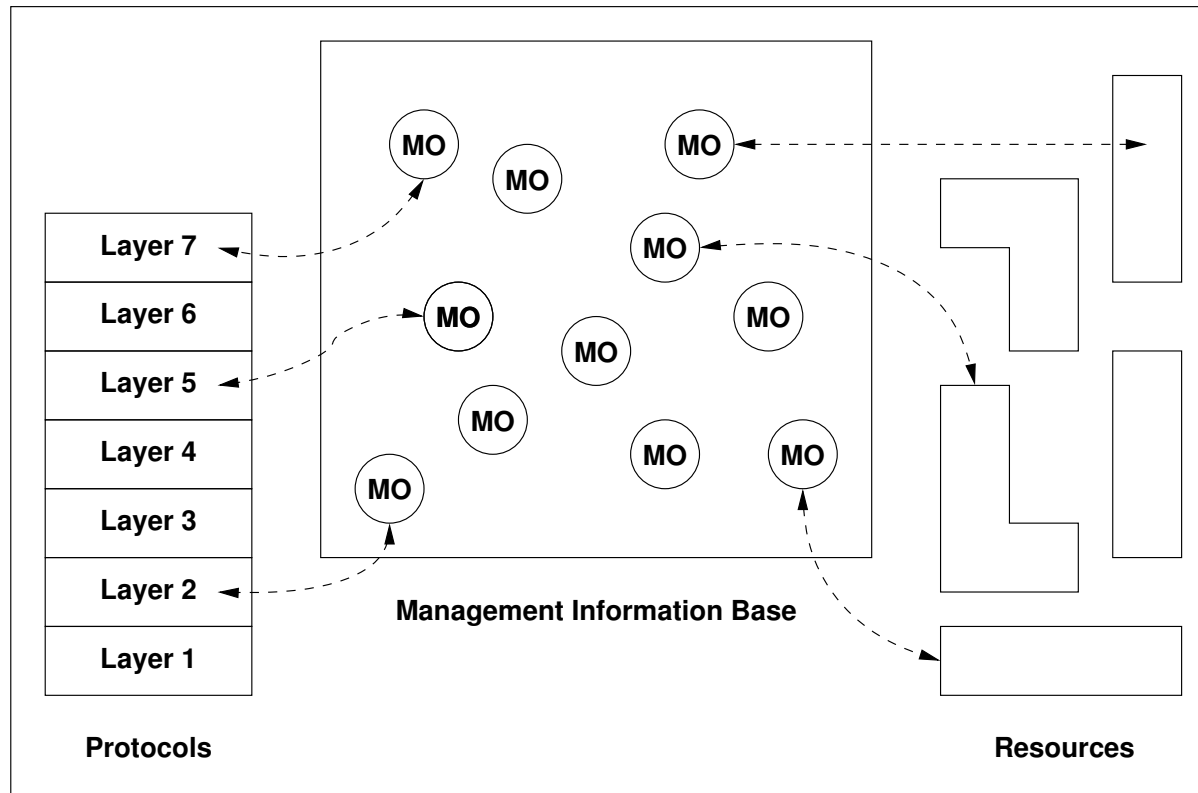 MO
MO
MO
MO
Layer 7
Layer 6
MO
MO
MO
Layer 5
MO
Layer 4
MO
MO
MO
Layer 3
Layer 2
Management Information Base
Layer 1
Protocols
Resources